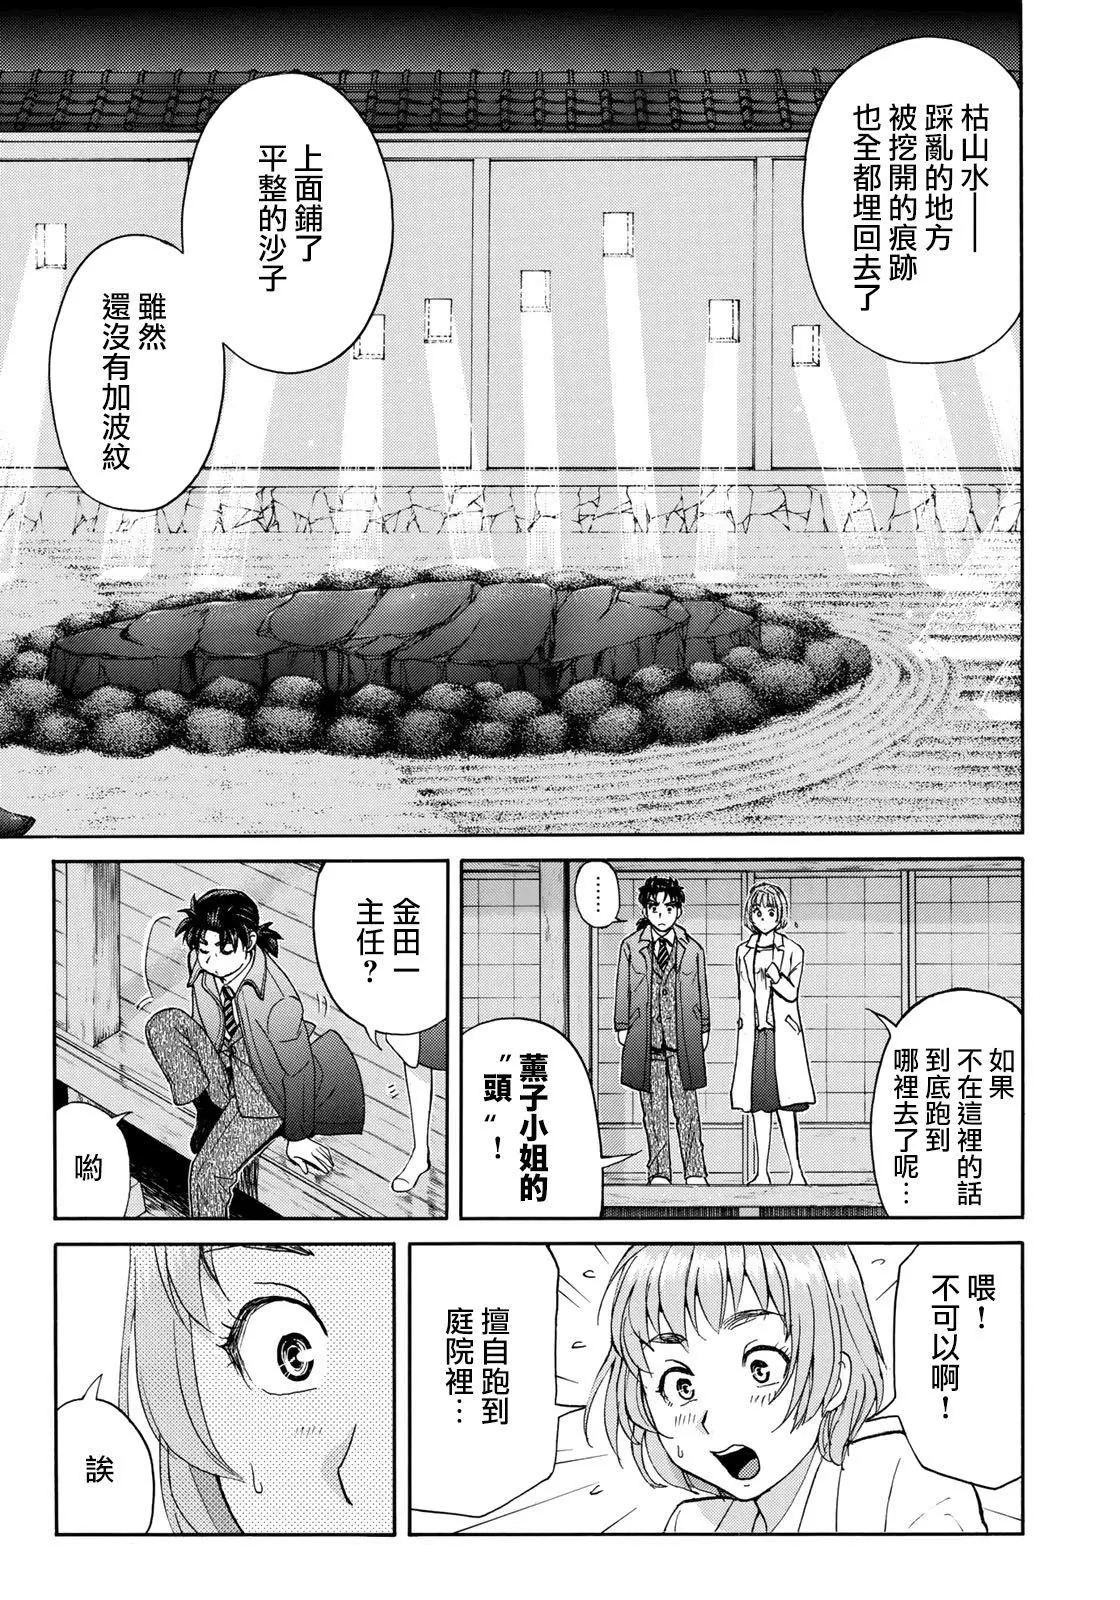 枯山水——
踩亂的地方
被挖開的痕跡
也全都埋回去了
上面鋪了
平整的沙子
雖然
還沒有加波紋
如果
不在這裡的話
到底跑到
哪裡去了呢…
……
薰子小姐的
”頭“！
金田一
主任？
喲
喂！
不可以啊！
擅自跑到
庭院裡…
誒